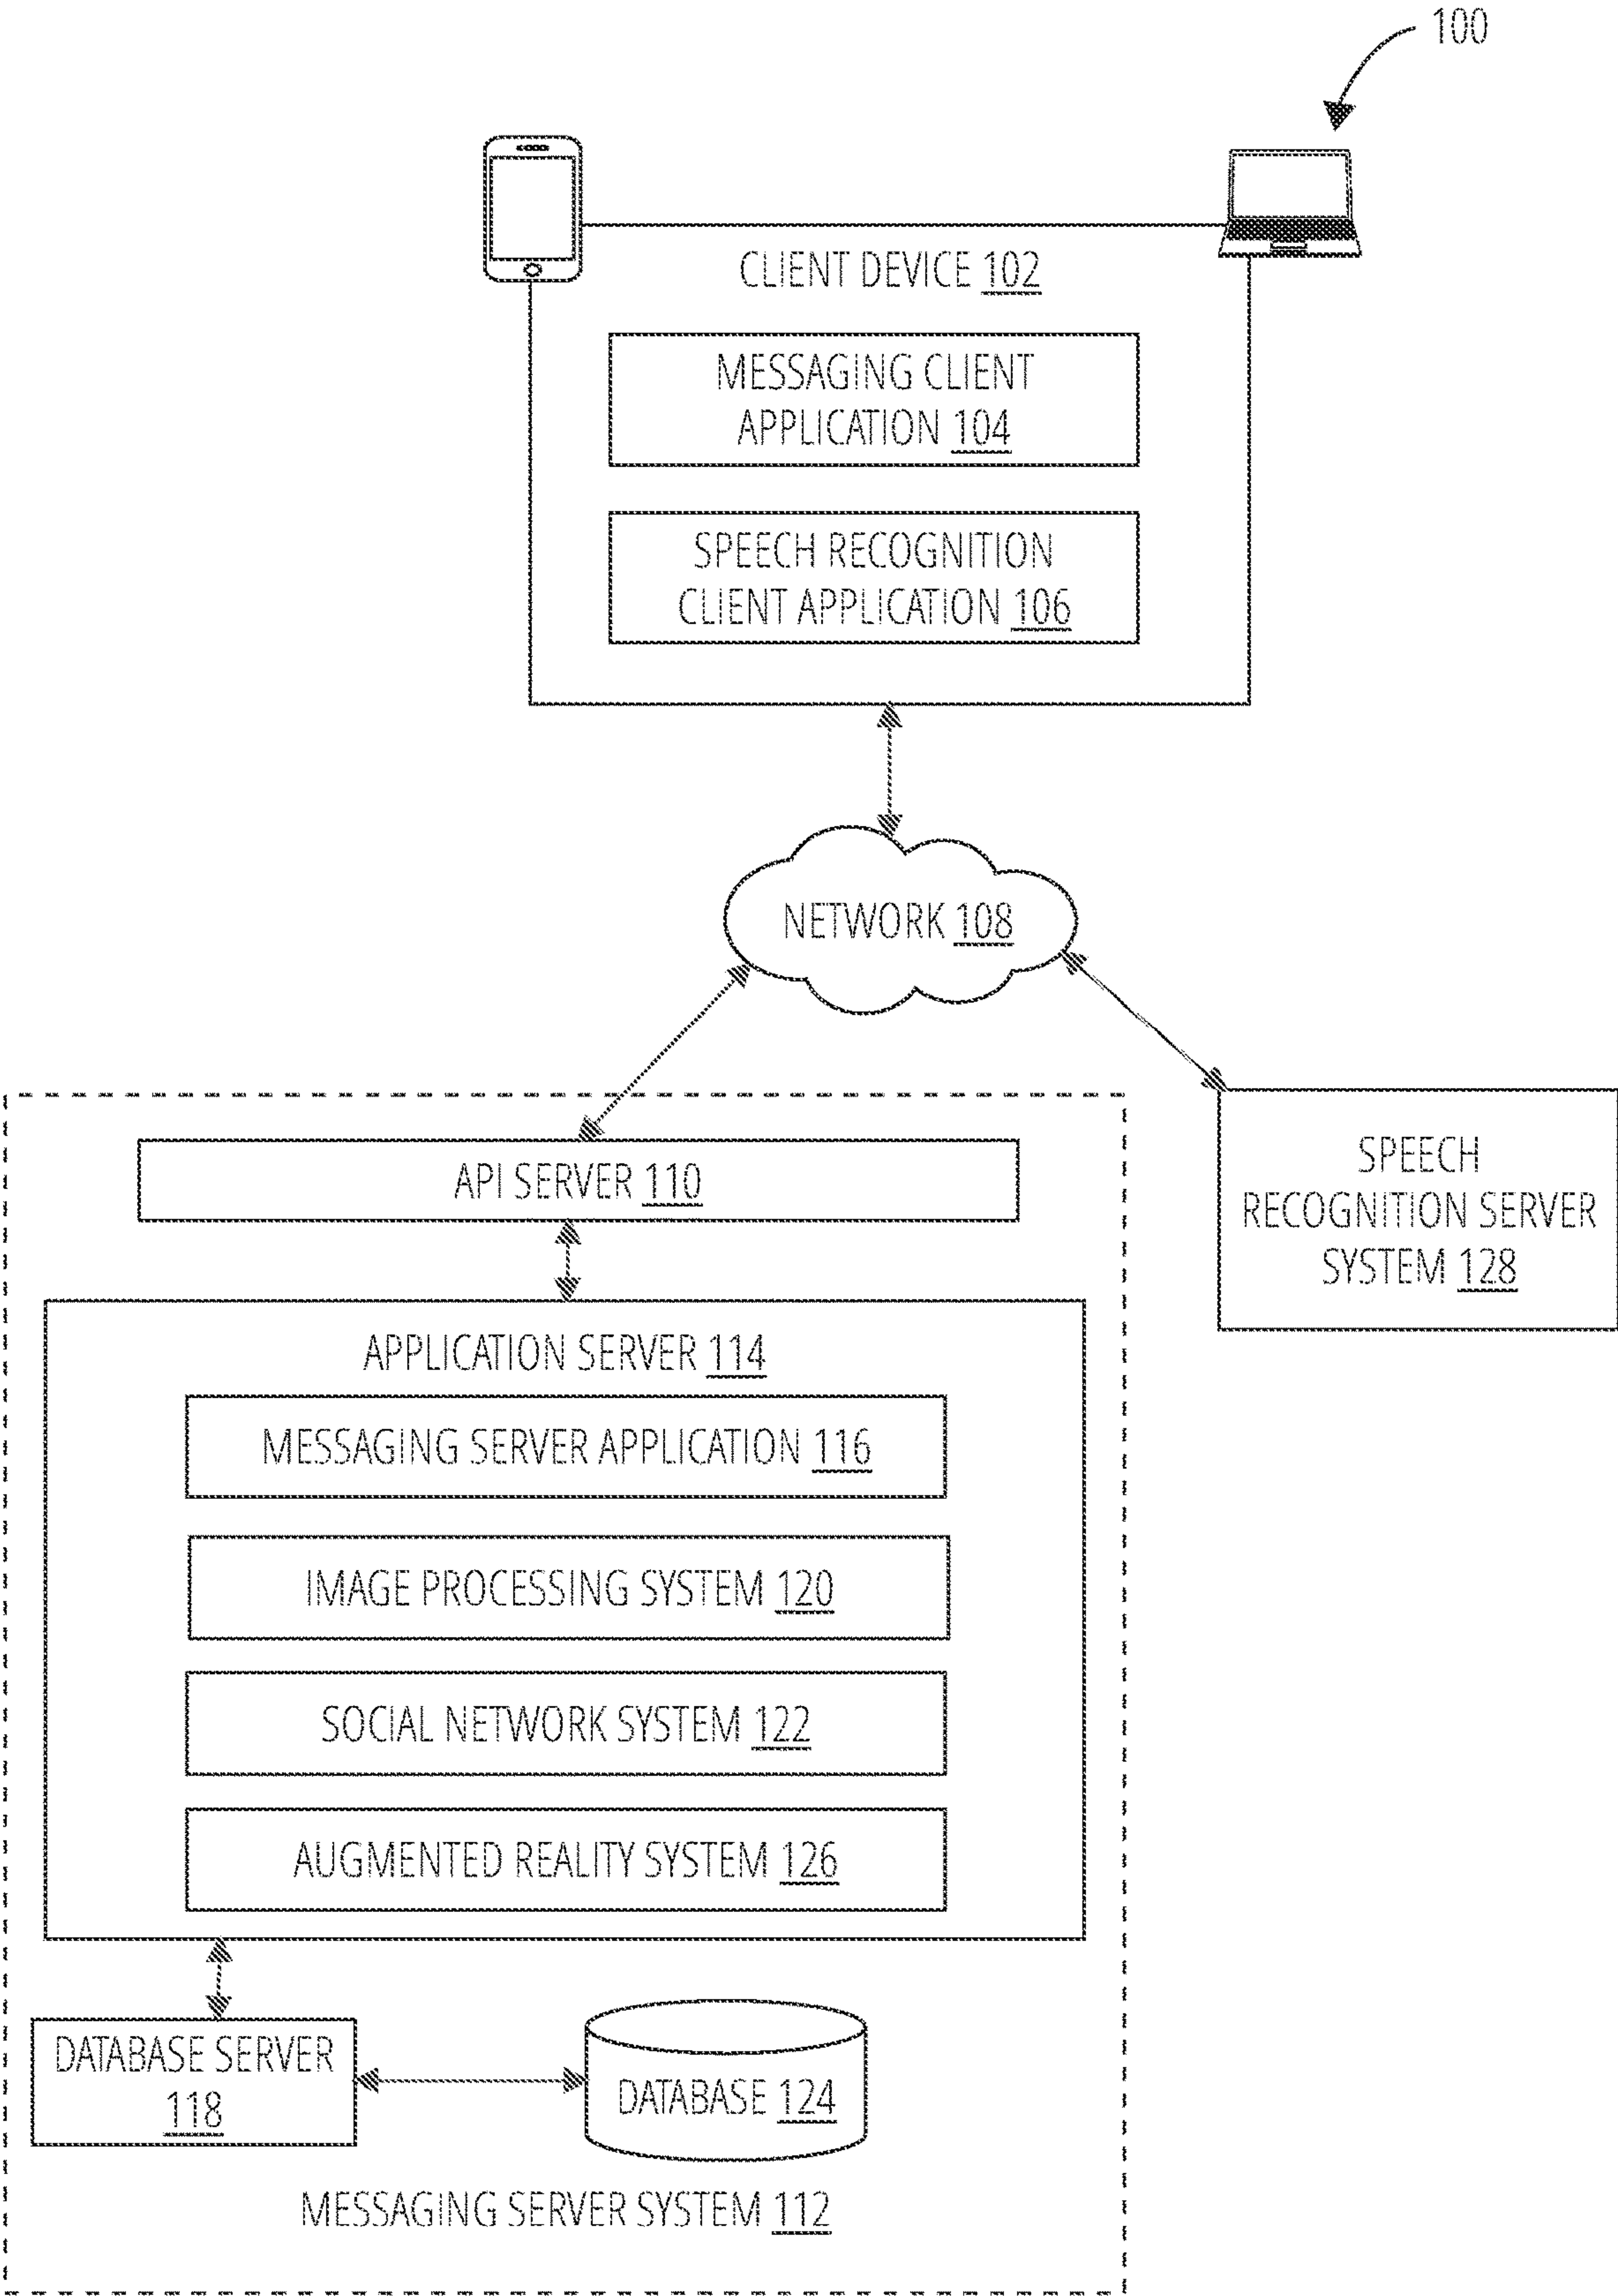 100
CLIENT DEVICE 102
MESSAGING CLIENT
APPLICATION 104
SPEECH RECOGNITION
CLIENT APPLICATION 106
NETWORK 108
API SERVER 110
SPEECH
RECOGNITION SERVER
SYSTEM 128
APPLICATION SERVER 114
MESSAGING SERVER APPLICATION 116
IMAGE PROCESSING SYSTEM 120
SOCIAL NETWORK SYSTEM 122
AUGMENTED REALITY SYSTEM 126
DATABASE SERVER
118
DATABASE 124
MESSAGING SERVER SYSTEM 112